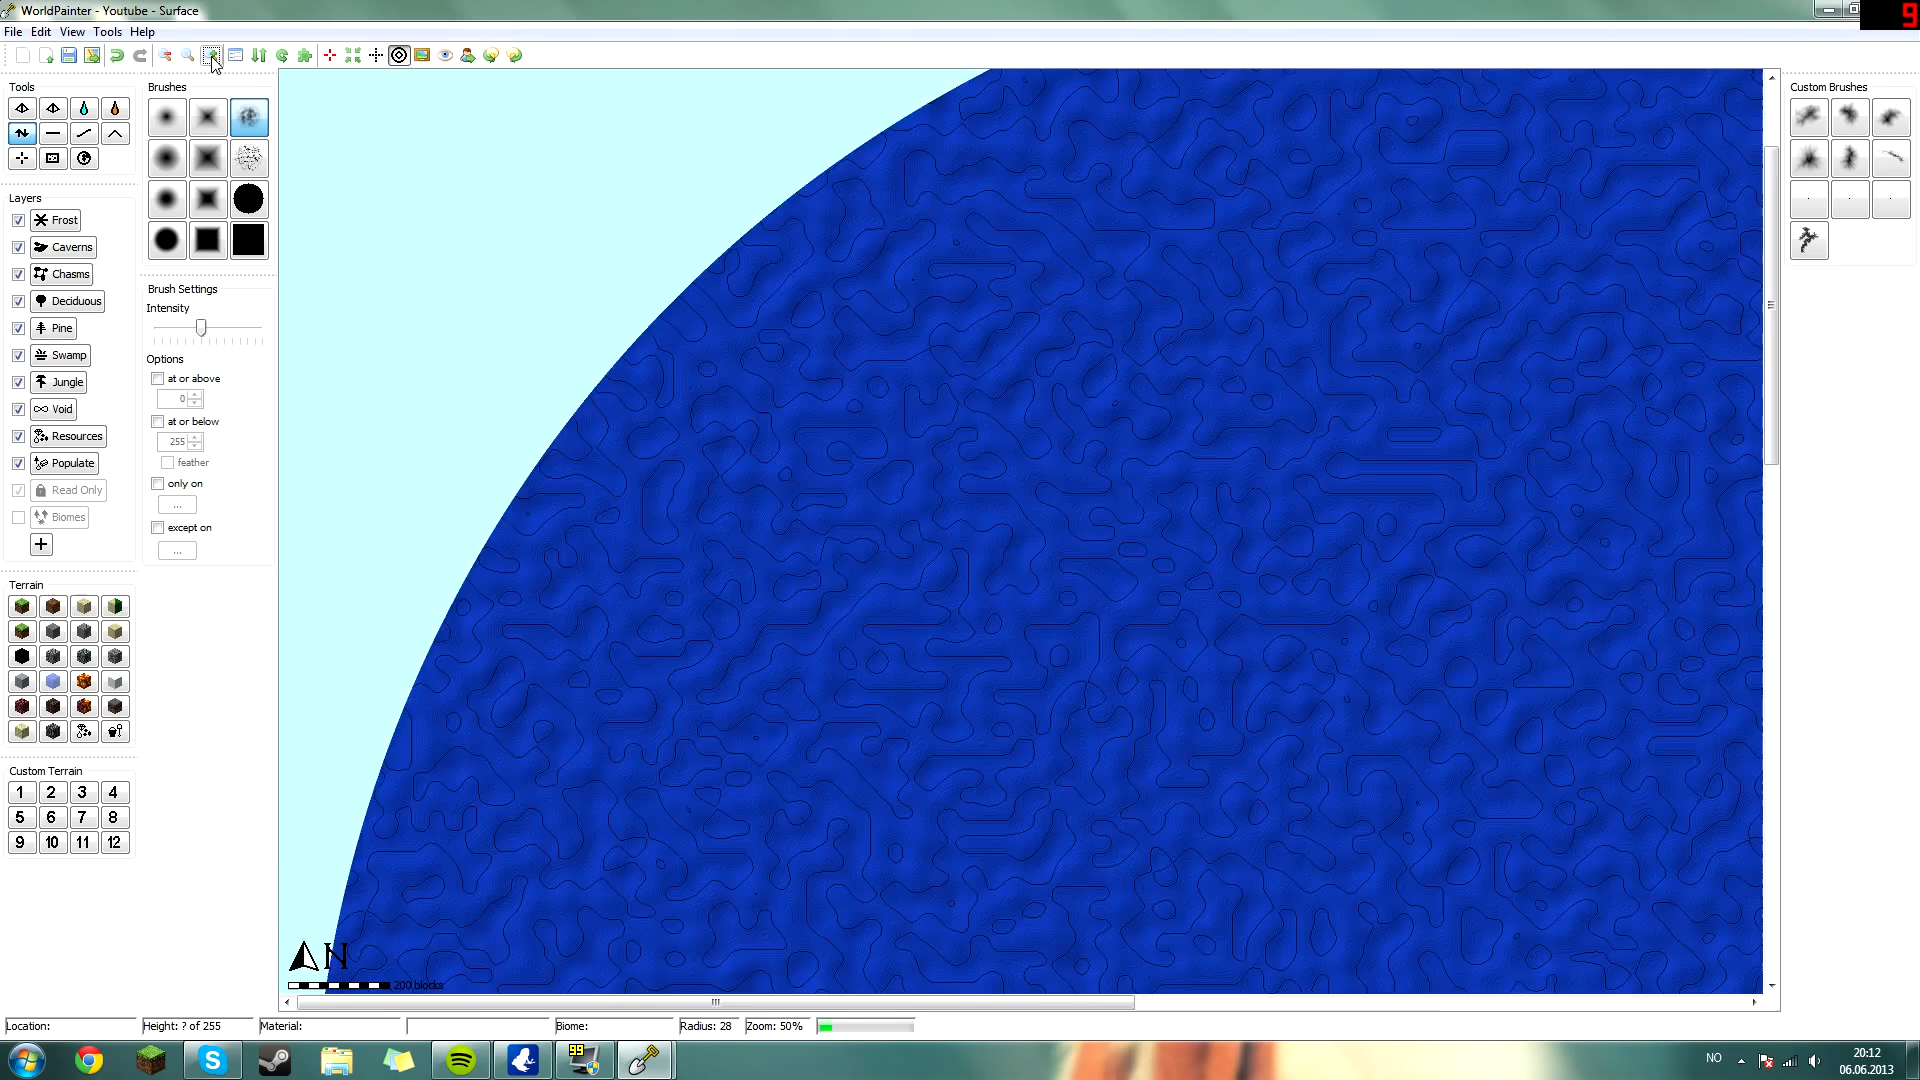 WorldPainter - Youtube - Surface
9
File Edit View Tools Help
Tools
Brushes
Custom Brushes
Layers
Frost
Caverns
Chasms
Deciduous
Pine
Swamp
Jungle
Void
Resources
Populate
Read Only
Biomes
+
Brush Settings
Intensity
Options
at or above
0
at or below
255
feather
only on
...
except on
...
Terrain
Custom Terrain
1 2 3 4
5 6 7 8
9 10 11 12
N
200 blocks
Location: Height: ? of 255 Material: Biome: Radius: 28 Zoom: 50%
99
NO
20:12
06.06.2013